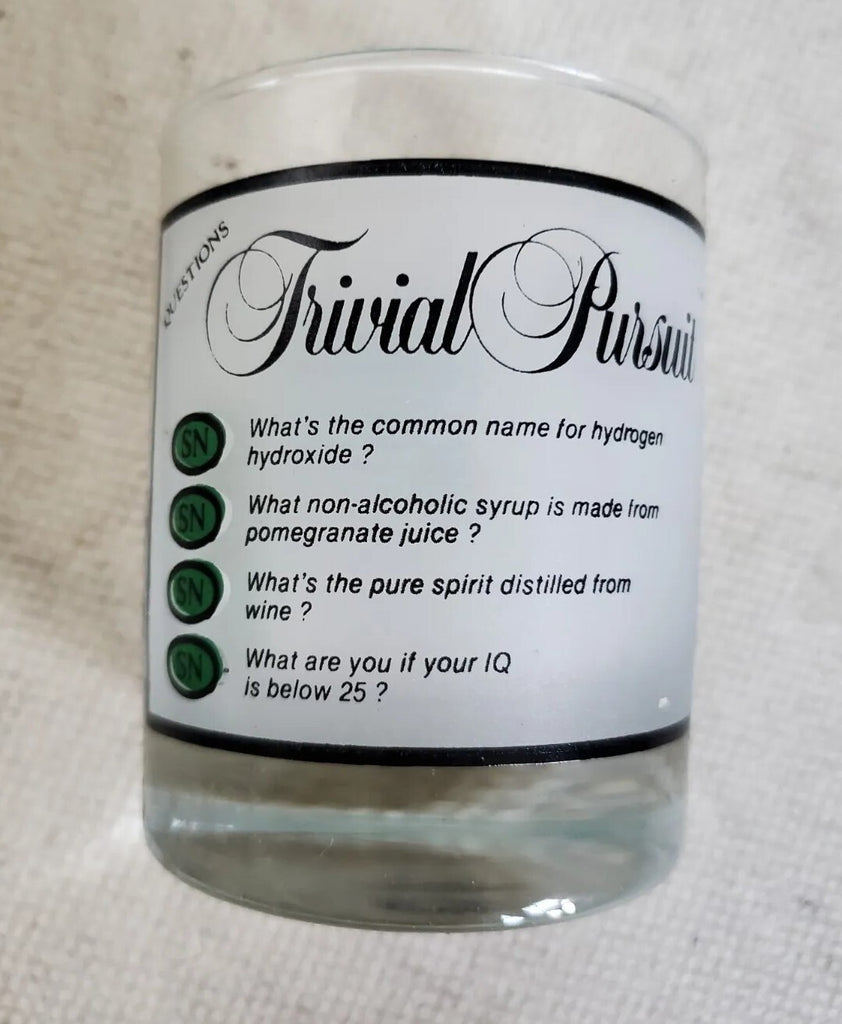 QUESTIONS
Trivial Pursuit
SN What's the common name for hydrogen
hydroxide ?
SN What non-alcoholic syrup is made from
pomegranate juice ?
SN What's the pure spirit distilled from
wine ?
SN What are you if your IQ
is below 25 ?